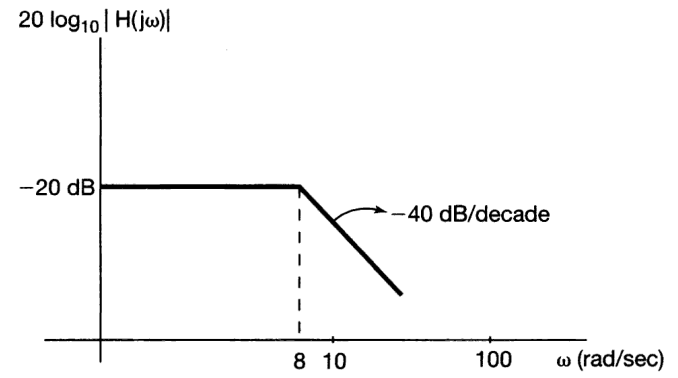 20 log₁₀ | H(jω)|
−20 dB
−40 dB/decade
8 10 100 ω (rad/sec)